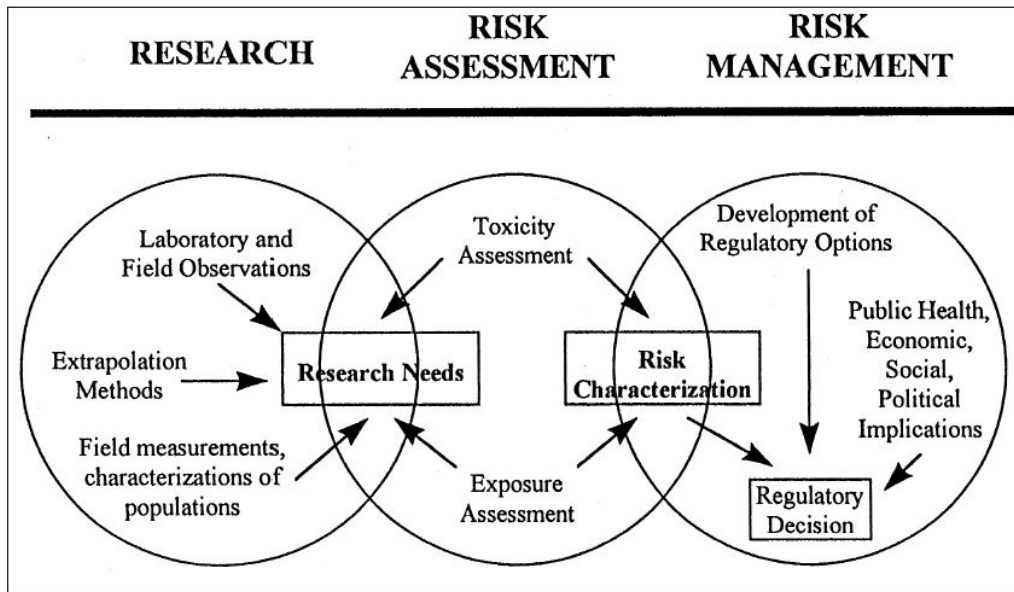 RESEARCH
RISK
ASSESSMENT
RISK
MANAGEMENT
Laboratory and
Field Observations
Extrapolation
Methods
Field measurements,
characterizations of
populations
Research Needs
Toxicity
Assessment
Exposure
Assessment
Risk
Characterization
Development of
Regulatory Options
Public Health,
Economic,
Social,
Political
Implications
Regulatory
Decision